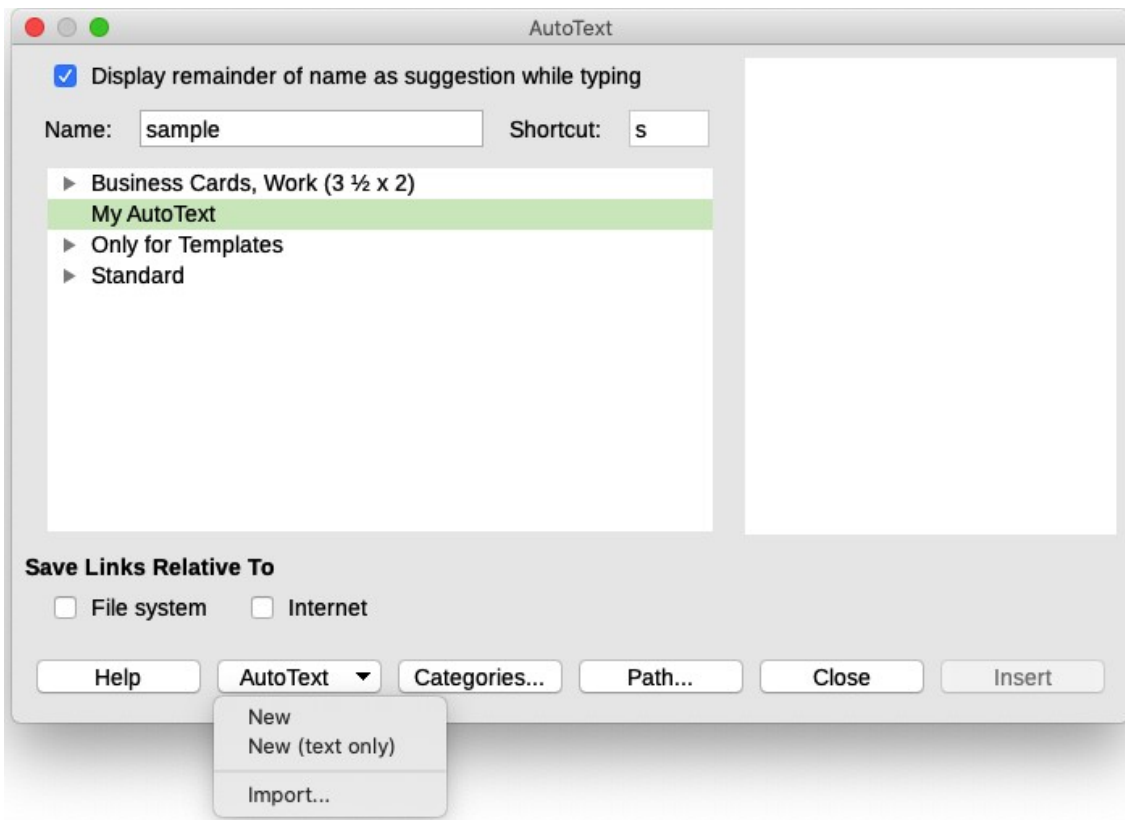 AutoText
Display remainder of name as suggestion while typing
Name: sample Shortcut: s
Business Cards, Work (3 ½ x 2)
My AutoText
Only for Templates
Standard
Save Links Relative To
File system Internet
Help AutoText Categories... Path... Close Insert
New
New (text only)
Import...